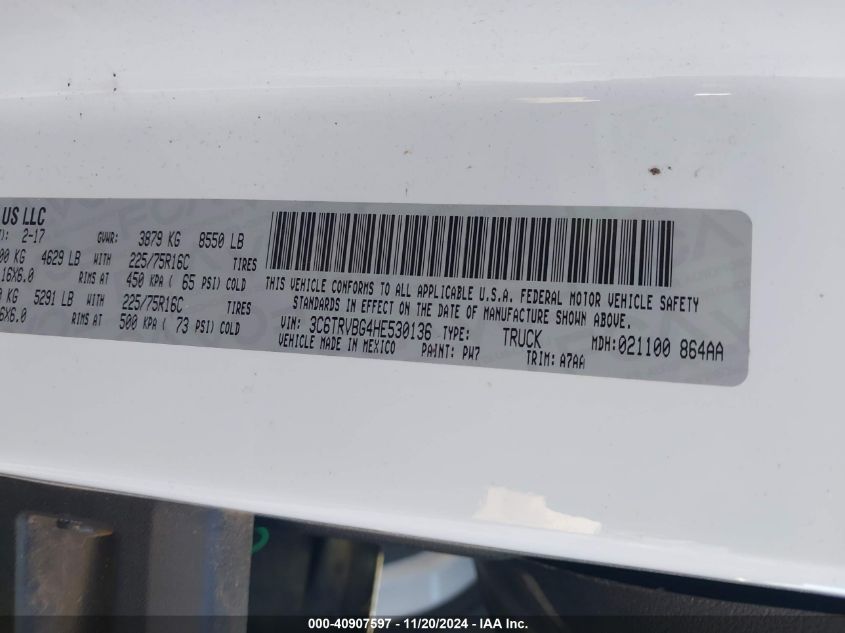 US LLC
): 2-17 GVWR: 3879 KG 8550 LB
00 KG 4629 LB WITH 225/75R16C TIRES
16X6.0 RIMS AT 450 KPA ( 65 PSI) COLD
KG 5291 LB WITH 225/75R16C TIRES
6X6.0 RIMS AT 500 KPA ( 73 PSI) COLD
THIS VEHICLE CONFORMS TO ALL APPLICABLE U.S.A. FEDERAL MOTOR VEHICLE SAFETY
STANDARDS IN EFFECT ON THE DATE OF MANUFACTURE SHOWN ABOVE.
VIN: 3C6TRVBG4HE530136 TYPE: TRUCK MDH:021100 864AA
VEHICLE MADE IN MEXICO PAINT: PW7 TRIM: A7AA
000-40907597 - 11/20/2024 - IAA Inc.